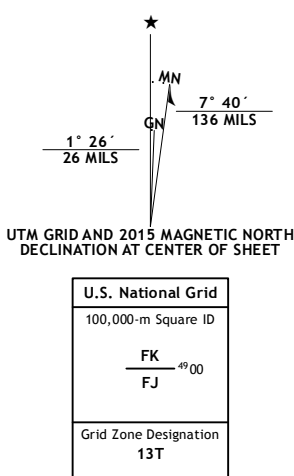 ★
MN
GN
7° 40´
136 MILS
1° 26´
26 MILS
UTM GRID AND 2015 MAGNETIC NORTH
DECLINATION AT CENTER OF SHEET
U.S. National Grid
100,000-m Square ID
FK
4900
FJ
Grid Zone Designation
13T